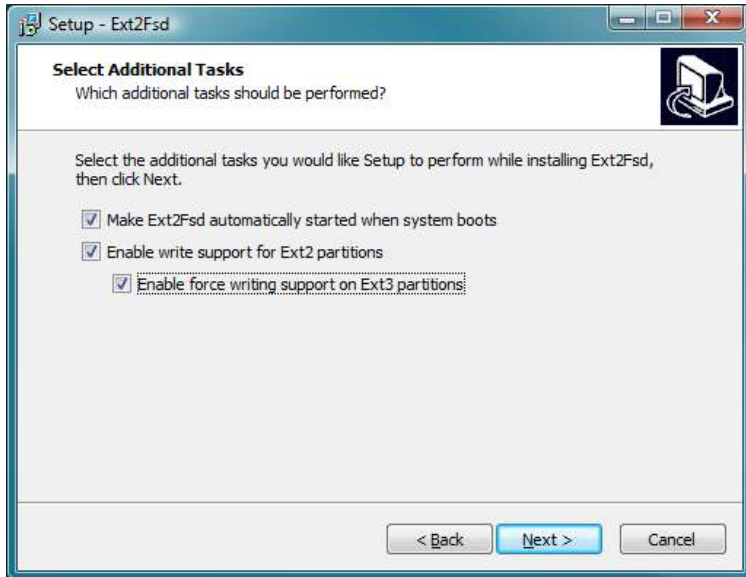 Setup - Ext2Fsd
Select Additional Tasks
Which additional tasks should be performed?
Select the additional tasks you would like Setup to perform while installing Ext2Fsd,
then click Next.
Make Ext2Fsd automatically started when system boots
Enable write support for Ext2 partitions
Enable force writing support on Ext3 partitions
< Back Next > Cancel